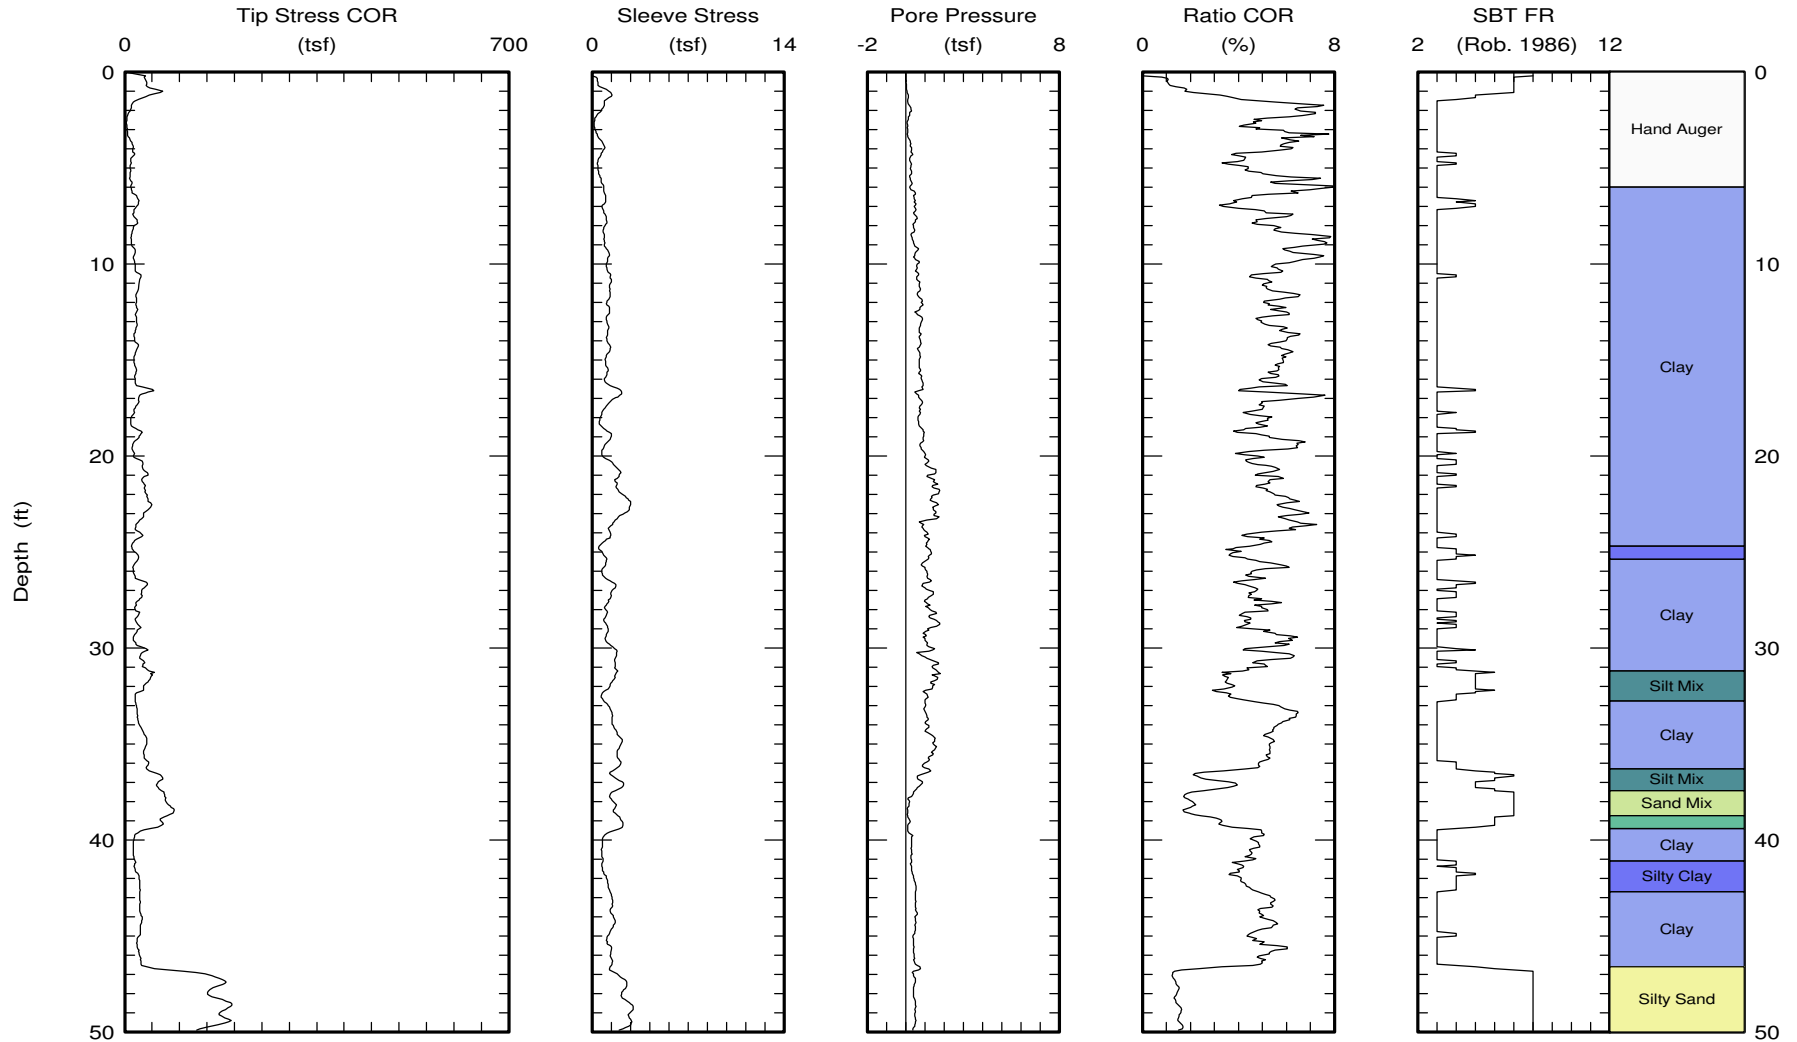 Tip Stress COR Sleeve Stress Pore Pressure Ratio COR SBT FR
0 (tsf) 700 0 (tsf) 14 -2 (tsf) 8 0 (%) 8 2 (Rob. 1986) 12
0 0
Hand Auger
10 10
Clay
20 20
Depth (ft)
Clay
30 30
Silt Mix
Clay
Silt Mix
Sand Mix
40 40
Clay
Silty Clay
Clay
Silty Sand
50 50